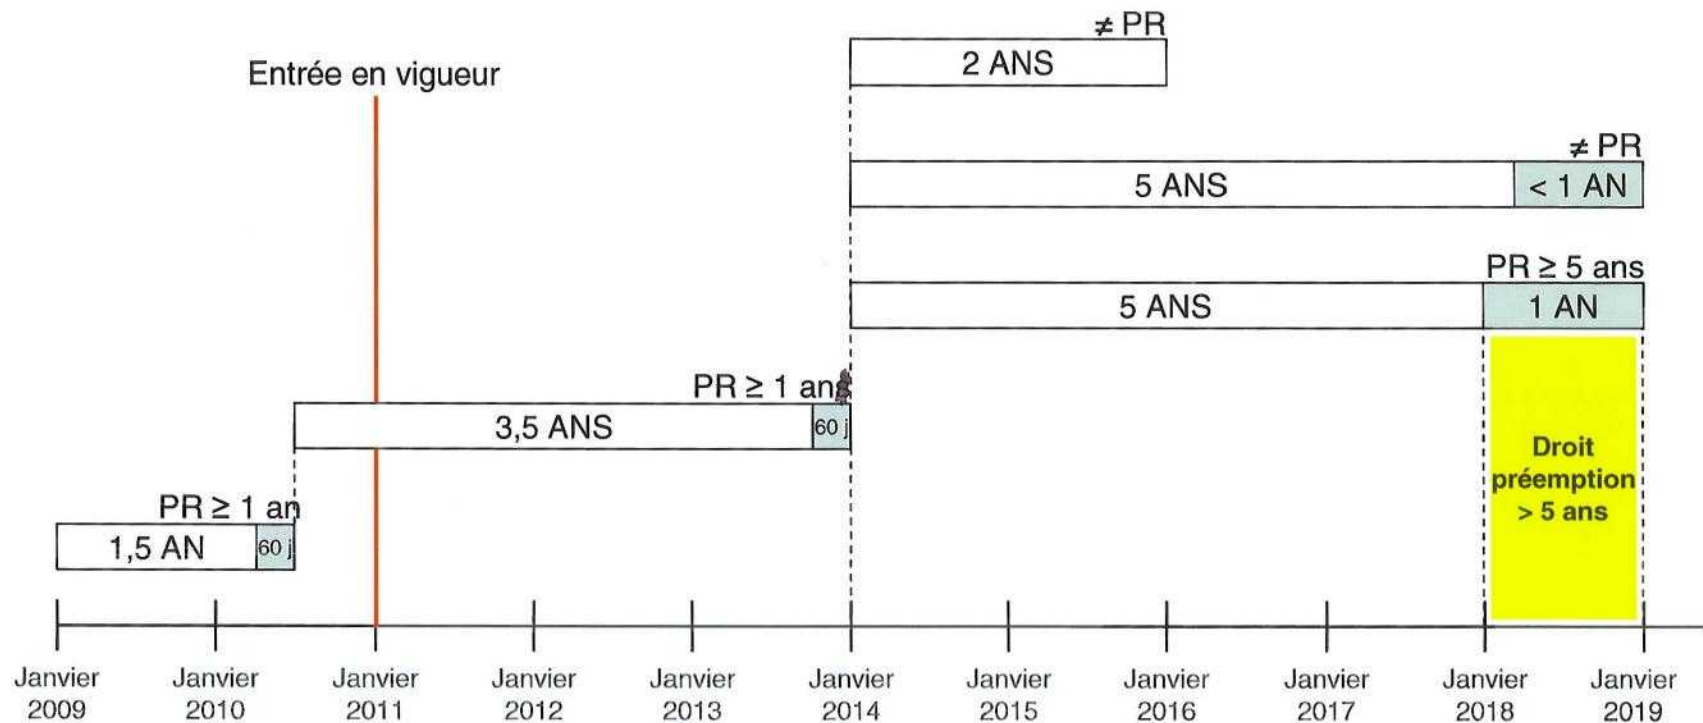 ≠ PR
2 ANS
Entrée en vigueur
≠ PR
5 ANS
< 1 AN
PR ≥ 5 ans
5 ANS
1 AN
PR ≥ 1 ans
3,5 ANS
60 j
Droit
préemption
> 5 ans
PR ≥ 1 an
1,5 AN
60 j
Janvier
2009
Janvier
2010
Janvier
2011
Janvier
2012
Janvier
2013
Janvier
2014
Janvier
2015
Janvier
2016
Janvier
2017
Janvier
2018
Janvier
2019